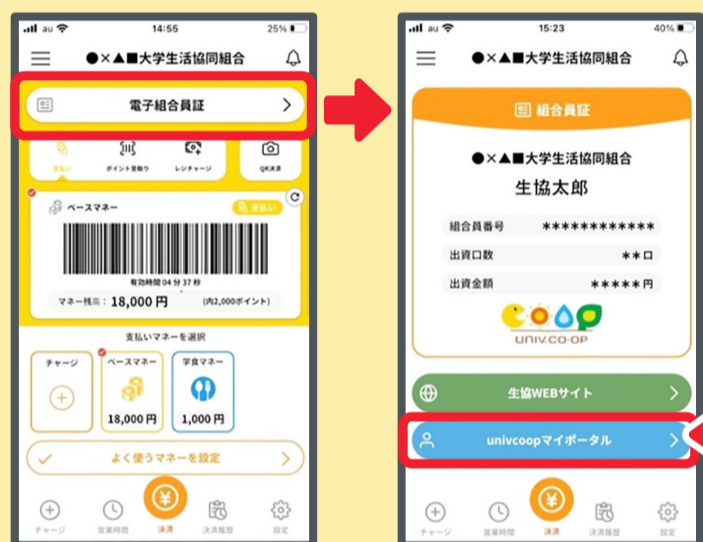 au
14:55
25%
●×▲■大学生活協同組合
電子組合員証
支払い
ポイント受取り
レジチャージ
QR決済
ベースマネー
支払い
有効時間 04 分 37 秒
マネー残高: 18,000 円
(内2,000ポイント)
支払いマネーを選択
チャージ
ベースマネー
学食マネー
18,000 円
1,000 円
よく使うマネーを設定
チャージ
営業時間
決済
決済履歴
設定
au
15:23
40%
●×▲■大学生活協同組合
組合員証
●×▲■大学生活協同組合
生協太郎
組合員番号
************
出資口数
**口
出資金額
*****円
UNIV.CO-OP
生協WEBサイト
univcoopマイポータル
チャージ
営業時間
決済
決済履歴
設定